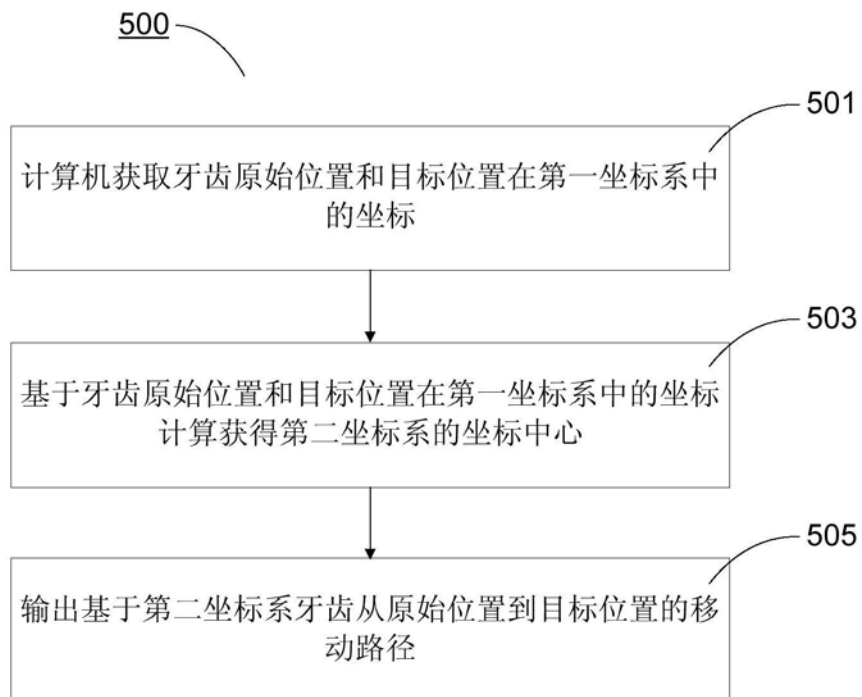 500
501
计算机获取牙齿原始位置和目标位置在第一坐标系中
的坐标
503
基于牙齿原始位置和目标位置在第一坐标系中的坐标
计算获得第二坐标系的坐标中心
505
输出基于第二坐标系牙齿从原始位置到目标位置的移
动路径